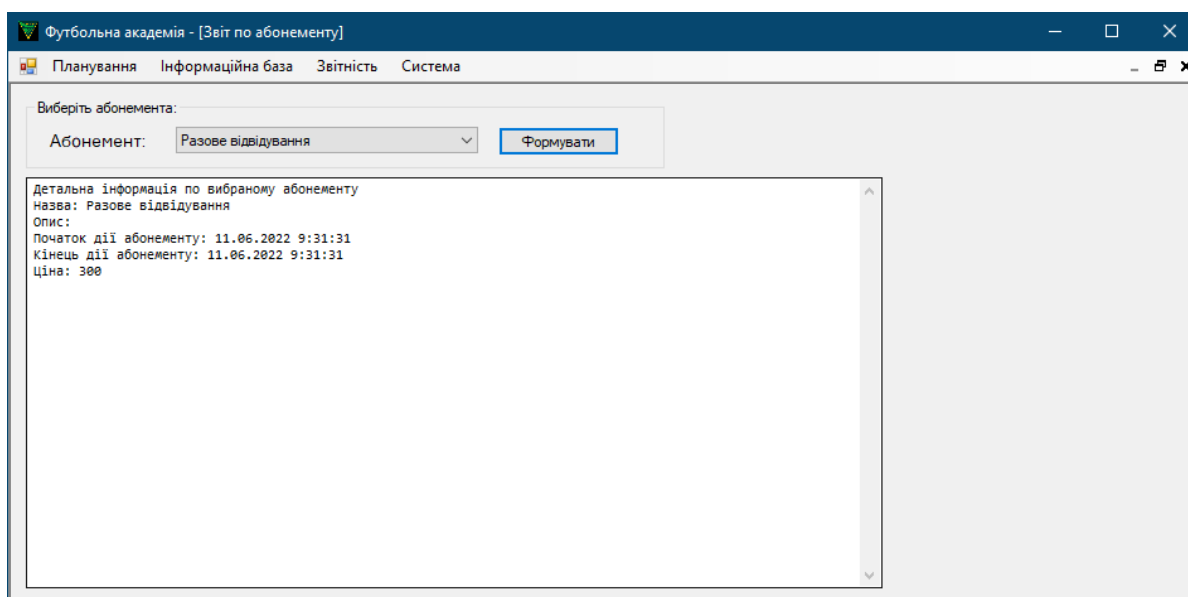 Футбольна академія - [Звіт по абонементу]
Планування Інформаційна база Звітність Система
Виберіть абонемента:
Абонемент: Разове відвідування Формувати
Детальна інформація по вибраному абонементу
Назва: Разове відвідування
Опис:
Початок дії абонементу: 11.06.2022 9:31:31
Кінець дії абонементу: 11.06.2022 9:31:31
Ціна: 300